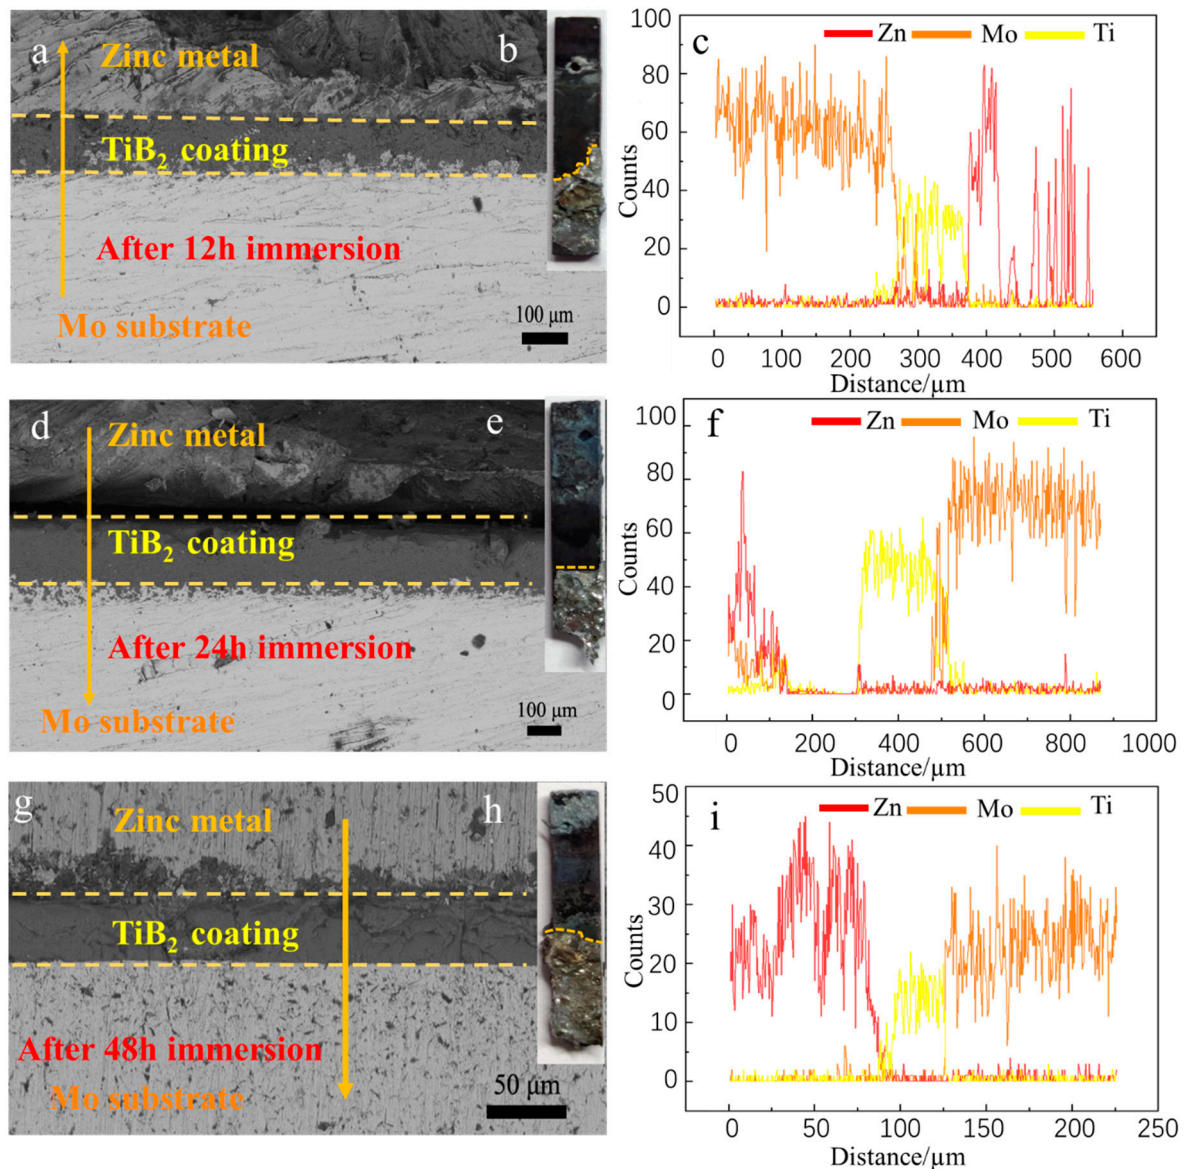 a
Zinc metal
b
TiB₂ coating
After 12h immersion
Mo substrate
100 μm
c
Zn Mo Ti
100
80
60
40
20
0
Counts
0 100 200 300 400 500 600
Distance/μm
d
Zinc metal
e
TiB₂ coating
After 24h immersion
Mo substrate
100 μm
f
Zn Mo Ti
100
80
60
40
20
0
Counts
0 200 400 600 800 1000
Distance/μm
g
Zinc metal
h
TiB₂ coating
After 48h immersion
Mo substrate
50 μm
i
Zn Mo Ti
50
40
30
20
10
0
Counts
0 50 100 150 200 250
Distance/μm